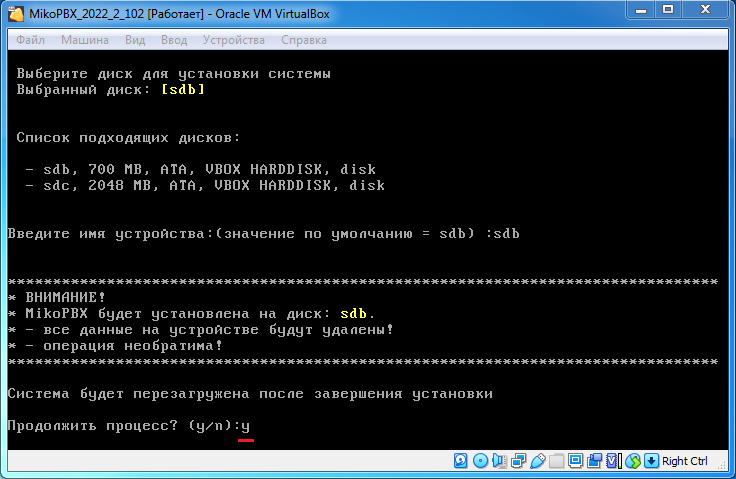 MikoPBX_2022_2_102 [Работает] - Oracle VM VirtualBox
Файл Машина Вид Ввод Устройства Справка
Выберите диск для установки системы
Выбранный диск: [sdb]
Список подходящих дисков:
- sdb, 700 MB, ATA, VBOX HARDDISK, disk
- sdc, 2048 MB, ATA, VBOX HARDDISK, disk
Введите имя устройства:(значение по умолчанию = sdb) :sdb
*******************************************************************************
* ВНИМАНИЕ!
* MikoPBX будет установлена на диск: sdb.
* - все данные на устройстве будут удалены!
* - операция необратима!
*******************************************************************************
Система будет перезагружена после завершения установки
Продолжить процесс? (y/n):y
Right Ctrl